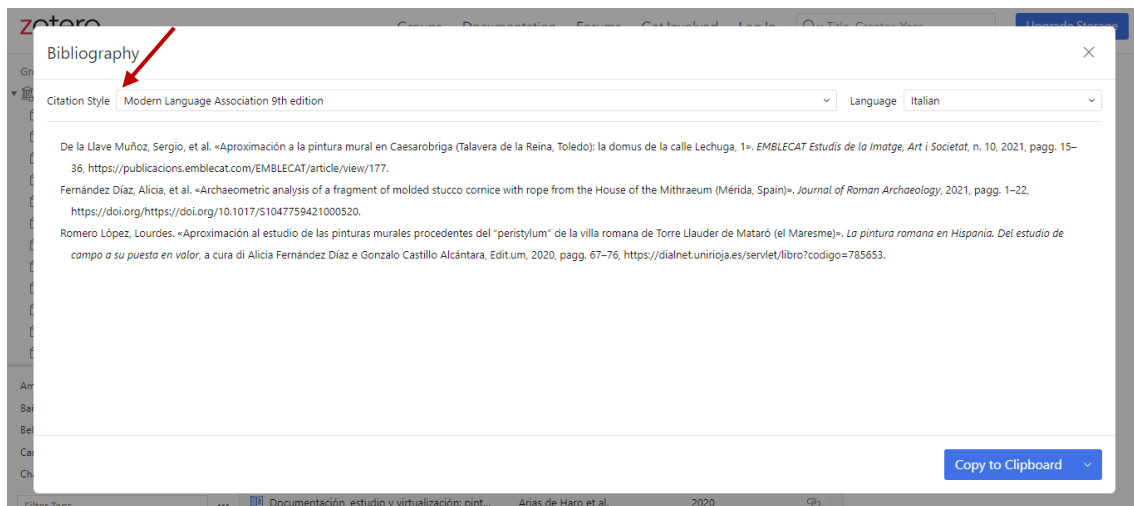 zotero
Groups Documentation Forums Get Involved Log In Title, Creator, Year Upgrade Storage
Bibliography
Citation Style Modern Language Association 9th edition Language Italian
De la Llave Muñoz, Sergio, et al. «Aproximación a la pintura mural en Caesarobriga (Talavera de la Reina, Toledo): la domus de la calle Lechuga, 1». EMBLECAT Estudis de la Imatge, Art i Societat, n. 10, 2021, pagg. 15–
36, https://publicacions.emblecat.com/EMBLECAT/article/view/177.
Fernández Díaz, Alicia, et al. «Archaeometric analysis of a fragment of molded stucco cornice with rope from the House of the Mithraeum (Mérida, Spain)». Journal of Roman Archaeology, 2021, pagg. 1–22,
https://doi.org/https://doi.org/10.1017/S1047759421000520.
Romero López, Lourdes. «Aproximación al estudio de las pinturas murales procedentes del "peristylum" de la villa romana de Torre Llauder de Mataró (el Maresme)». La pintura romana en Hispania. Del estudio de
campo a su puesta en valor, a cura di Alicia Fernández Díaz e Gonzalo Castillo Alcántara, Edit.um, 2020, pagg. 67–76, https://dialnet.unirioja.es/servlet/libro?codigo=785653.
Copy to Clipboard
Filter Tags Documentación, estudio y virtualización: pint... Arias de Haro et al. 2020